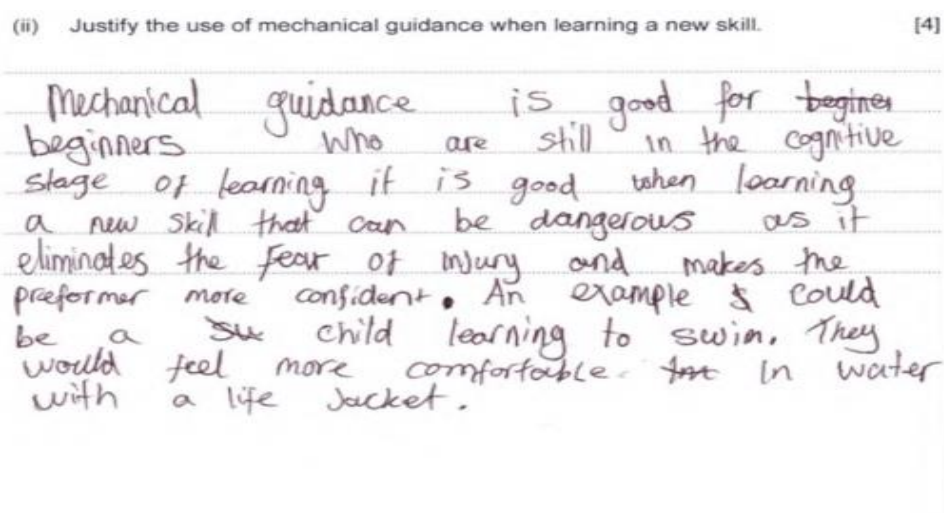 (ii) Justify the use of mechanical guidance when learning a new skill. [4]
Mechanical guidance is good for beginer
beginners who are still in the cognitive
stage of learning it is good when learning
a new skill that can be dangerous as it
eliminates the fear of injury and makes the
preformer more confident. An example could
be a su child learning to swim. They
would feel more comfortable. in water
with a life jacket.